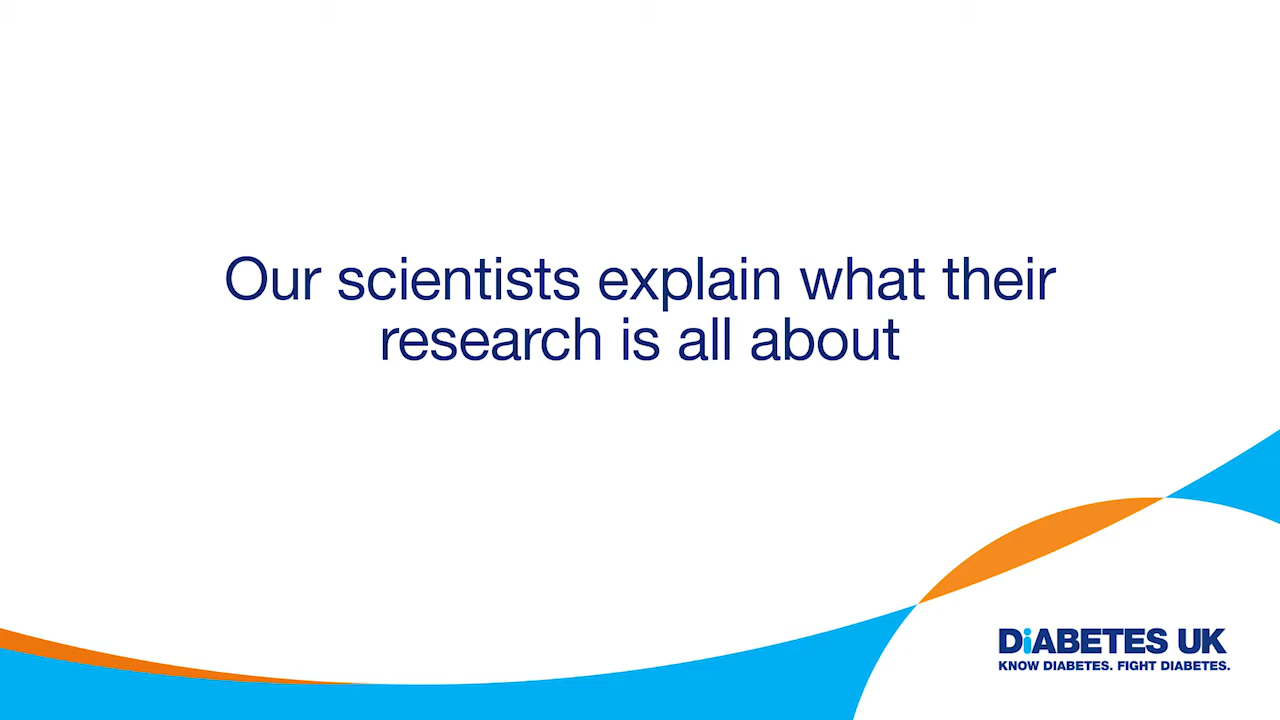 Our scientists explain what their
research is all about
DiABETES UK
KNOW DIABETES. FIGHT DIABETES.